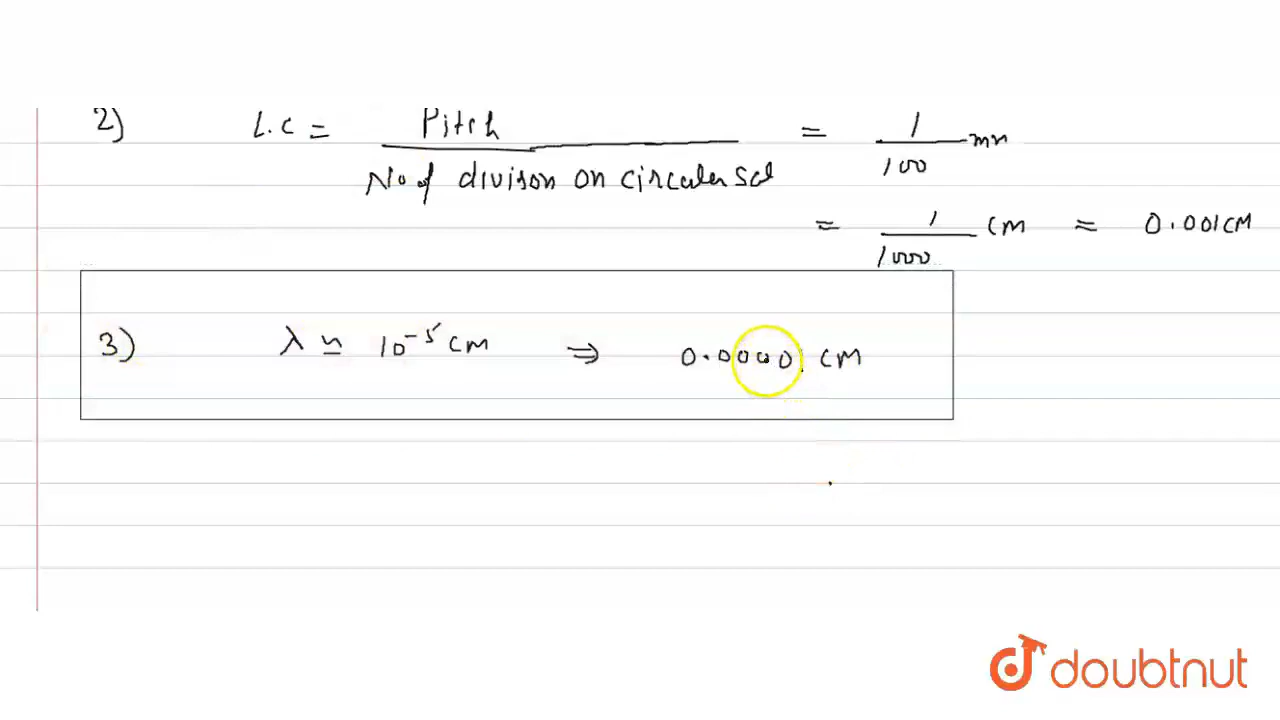 2) L.C = Pitch = 1 mm
No of divison on circular Scl 100
= 1 cm = 0.001CM
1000
3) λ ≃ 10⁻⁵ CM ⇒ 0.00001 CM
doubtnut